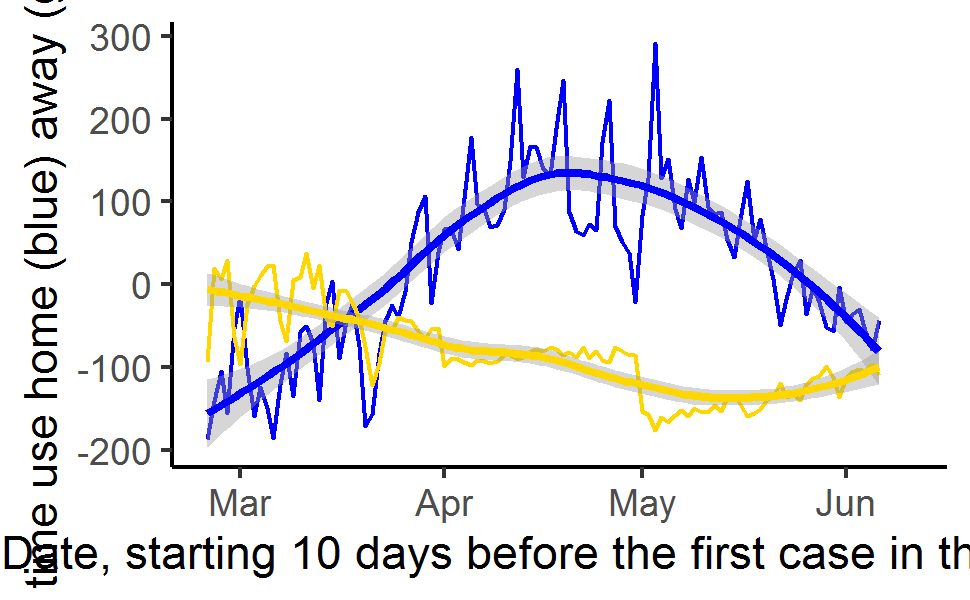 time use home (blue) away (
300
200
100
0
-100
-200
Mar Apr May Jun
Date, starting 10 days before the first case in th